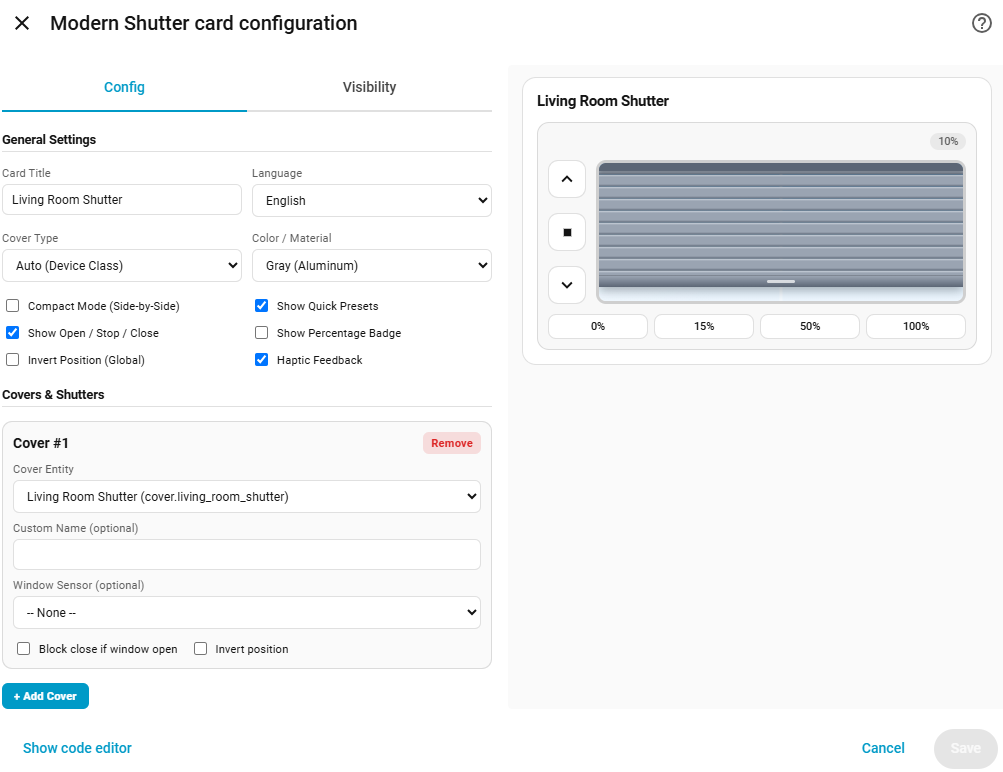 Modern Shutter card configuration
Config
Visibility
General Settings
Card Title
Language
Living Room Shutter
English
Cover Type
Color / Material
Auto (Device Class)
Gray (Aluminum)
Compact Mode (Side-by-Side)
Show Quick Presets
Show Open / Stop / Close
Show Percentage Badge
Invert Position (Global)
Haptic Feedback
Covers & Shutters
Cover #1
Remove
Cover Entity
Living Room Shutter (cover.living_room_shutter)
Custom Name (optional)
Window Sensor (optional)
-- None --
Block close if window open
Invert position
+ Add Cover
Living Room Shutter
10%
0%
15%
50%
100%
Show code editor
Cancel
Save